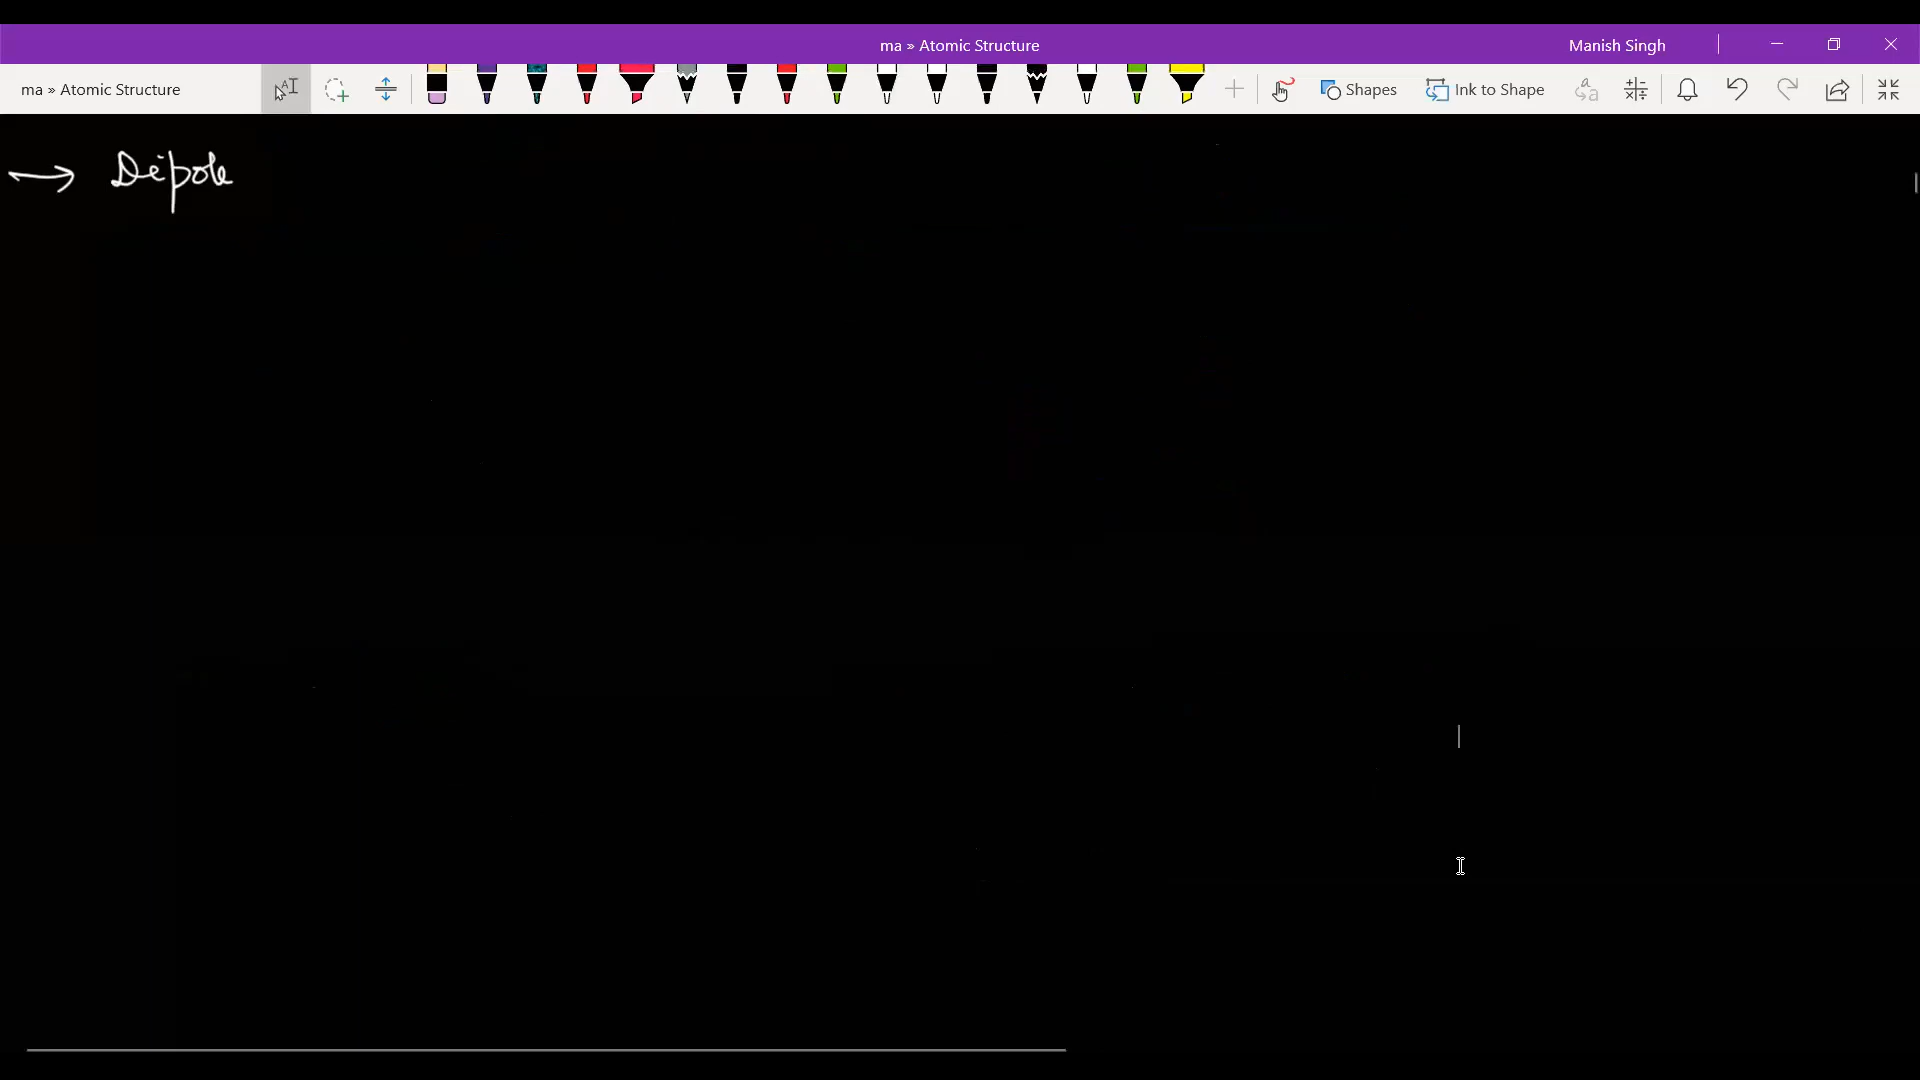 ma » Atomic Structure
Manish Singh
ma » Atomic Structure
Shapes
Ink to Shape
→ Dipole